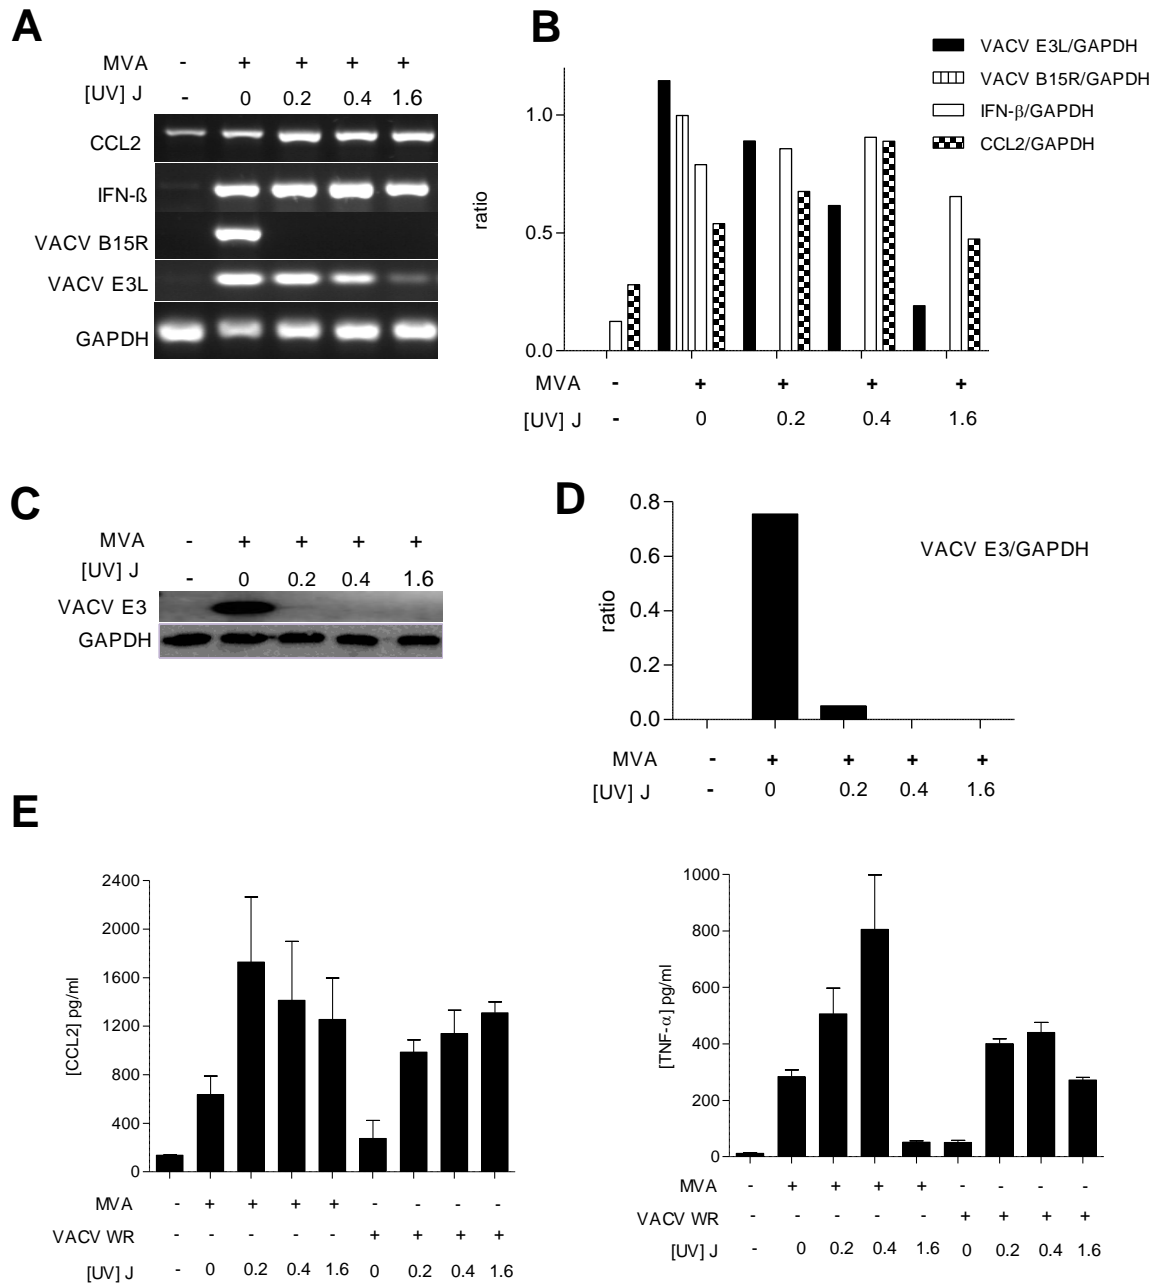 A
MVA - + + + +
[UV] J - 0 0.2 0.4 1.6
CCL2
IFN-ß
VACV B15R
VACV E3L
GAPDH
B
VACV E3L/GAPDH
VACV B15R/GAPDH
IFN-β/GAPDH
CCL2/GAPDH
ratio
1.0
0.5
0.0
MVA - + + + +
[UV] J - 0 0.2 0.4 1.6
C
MVA - + + + +
[UV] J - 0 0.2 0.4 1.6
VACV E3
GAPDH
D
VACV E3/GAPDH
ratio
0.8
0.6
0.4
0.2
0.0
MVA - + + + +
[UV] J - 0 0.2 0.4 1.6
E
[CCL2] pg/ml
2400
2000
1600
1200
800
400
0
MVA - + + + + - - - -
VACV WR - - - - - + + + +
[UV] J - 0 0.2 0.4 1.6 0 0.2 0.4 1.6
[TNF-α] pg/ml
1000
800
600
400
200
0
MVA - + + + + - - - -
VACV WR - - - - - + + + +
[UV] J - 0 0.2 0.4 1.6 0 0.2 0.4 1.6